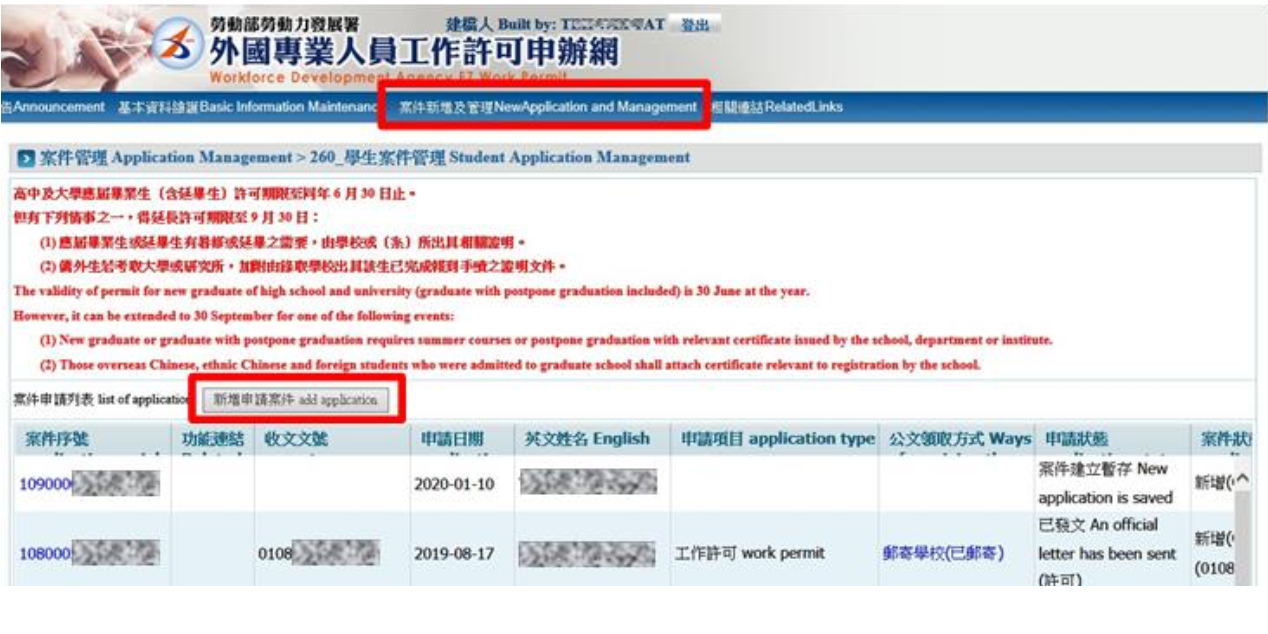 勞動部勞動力發展署 建檔人 Built by: 登出
外國專業人員工作許可申辦網
Workforce Development Agency EZ Work Permit
告Announcement 基本資料維護Basic Information Maintenanc 案件新增及管理NewApplication and Management 相關連結RelatedLinks
案件管理 Application Management > 260_學生案件管理 Student Application Management
高中及大學應屆畢業生（含延畢生）許可期限至同年 6 月 30 日止。
但有下列情事之一，得延長許可期限至 9 月 30 日：
(1) 應屆畢業生或延畢生有暑修或延畢之需要，由學校或（系）所出具相關證明。
(2) 僑外生若考取大學或研究所，加附由錄取學校出具該生已完成報到手續之證明文件。
The validity of permit for new graduate of high school and university (graduate with postpone graduation included) is 30 June at the year.
However, it can be extended to 30 September for one of the following events:
(1) New graduate or graduate with postpone graduation requires summer courses or postpone graduation with relevant certificate issued by the school, department or institute.
(2) Those overseas Chinese, ethnic Chinese and foreign students who were admitted to graduate school shall attach certificate relevant to registration by the school.
案件申請列表 list of application 新增申請案件 add application
案件序號 功能連結 收文文號 申請日期 英文姓名 English 申請項目 application type 公文領取方式 Ways 申請狀態 案件狀
109000 2020-01-10 案件建立暫存 New application is saved 新增(
108000 0108 2019-08-17 工作許可 work permit 郵寄學校(已郵寄) 已發文 An official letter has been sent (許可) 新增( (0108